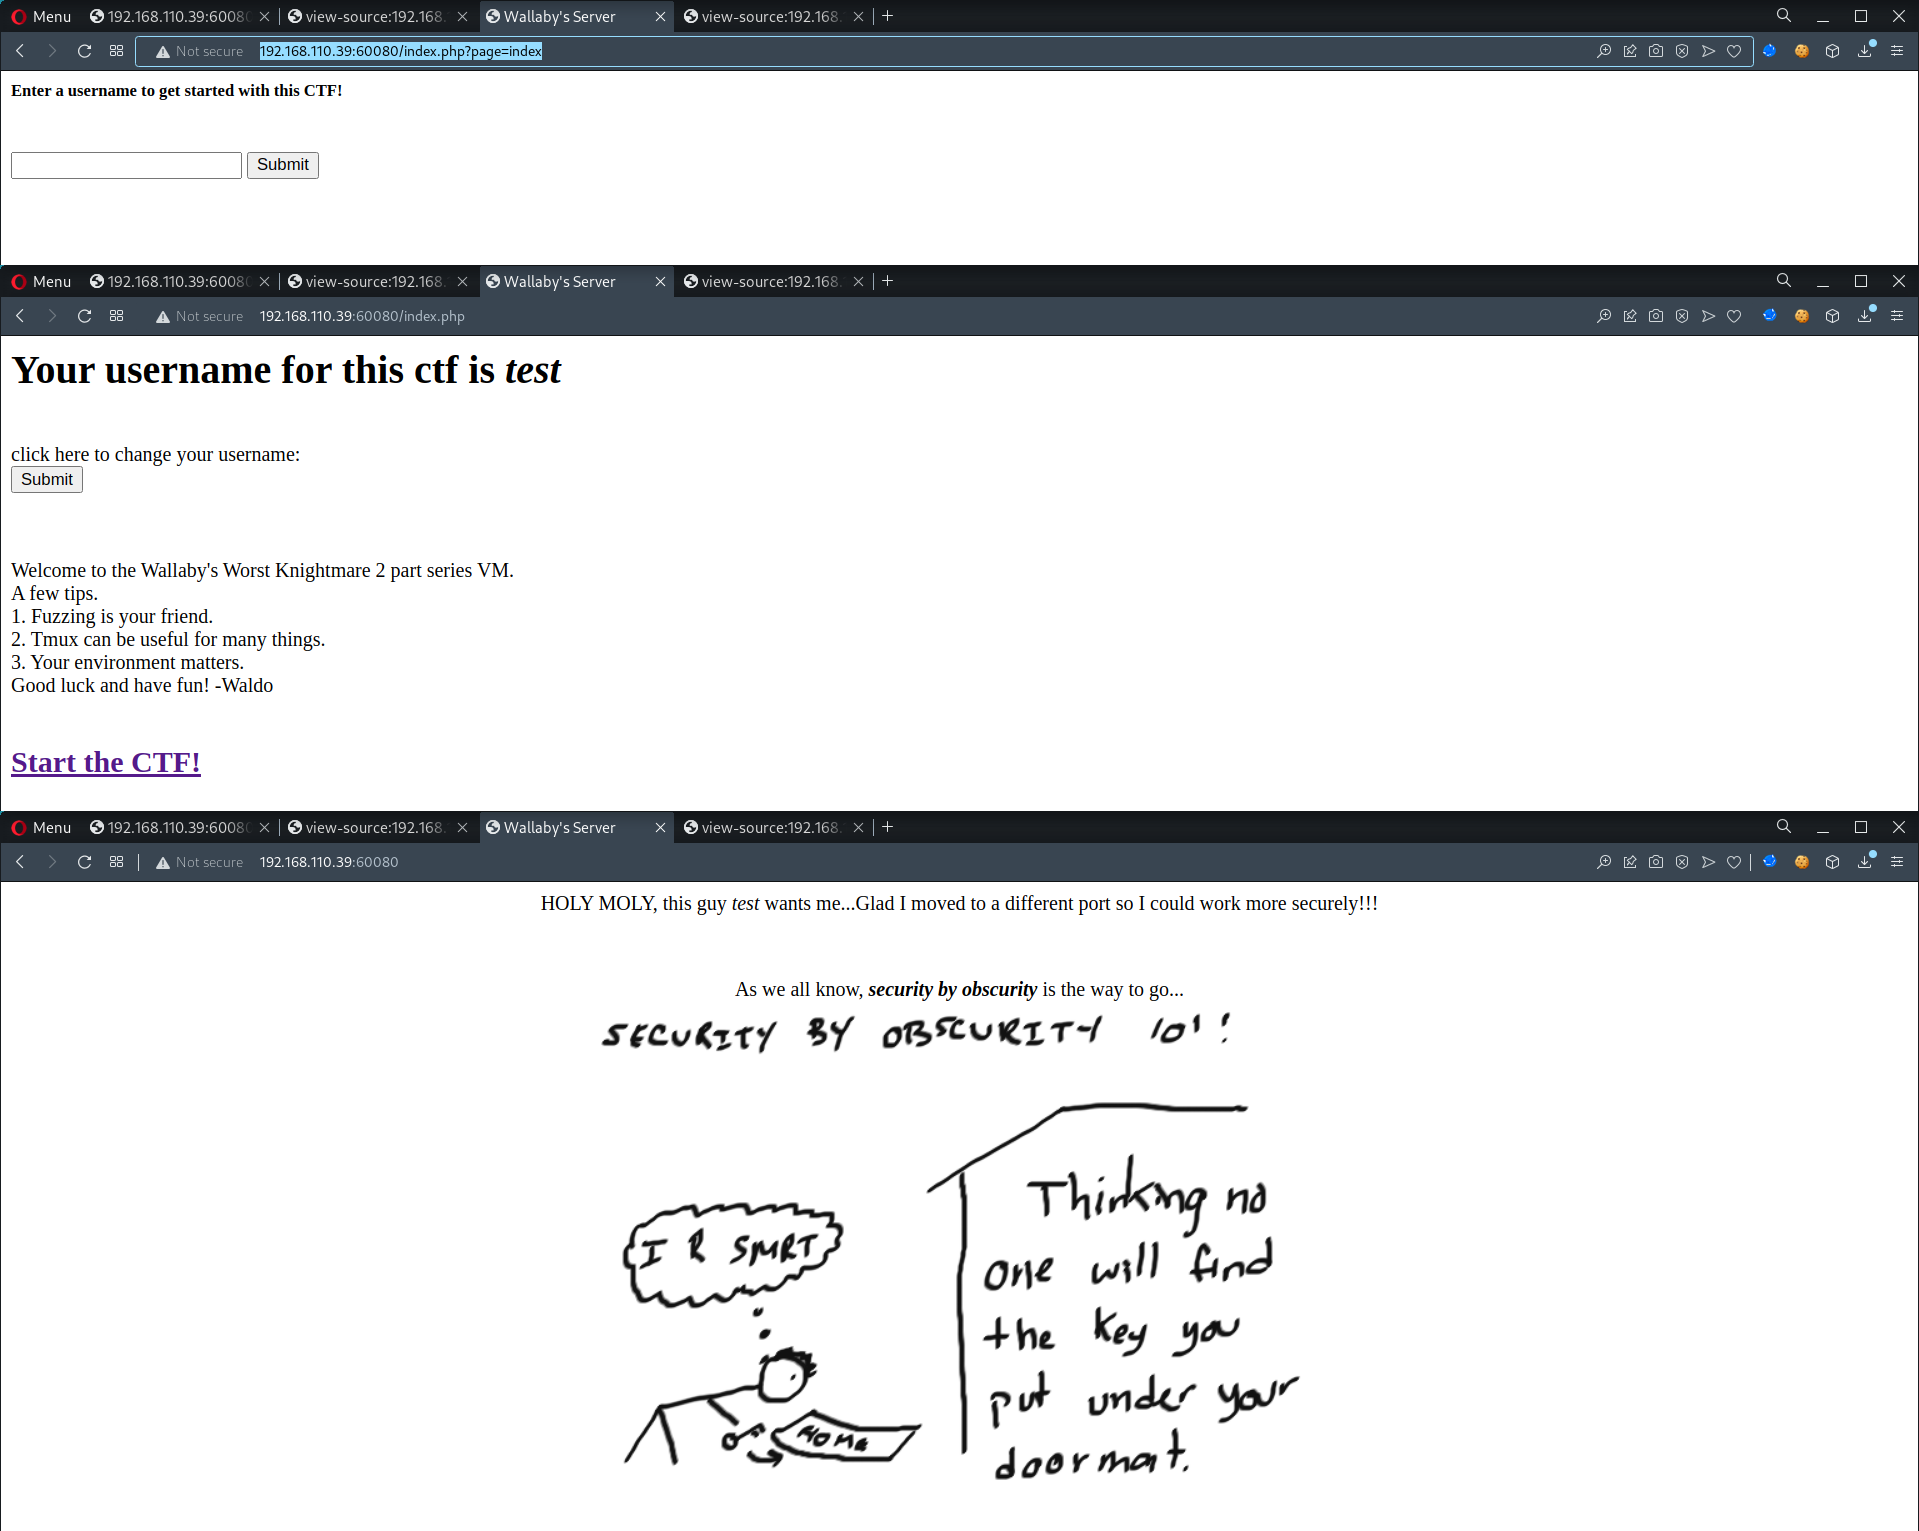 Menu 192.168.110.39:6008 view-source:192.168. Wallaby's Server view-source:192.168.
Not secure 192.168.110.39:60080/index.php?page=index
Enter a username to get started with this CTF!
Submit
Menu 192.168.110.39:6008 view-source:192.168. Wallaby's Server view-source:192.168.
Not secure 192.168.110.39:60080/index.php
Your username for this ctf is test
click here to change your username:
Submit
Welcome to the Wallaby's Worst Knightmare 2 part series VM.
A few tips.
1. Fuzzing is your friend.
2. Tmux can be useful for many things.
3. Your environment matters.
Good luck and have fun! -Waldo
Start the CTF!
Menu 192.168.110.39:6008 view-source:192.168. Wallaby's Server view-source:192.168.
Not secure 192.168.110.39:60080
HOLY MOLY, this guy test wants me...Glad I moved to a different port so I could work more securely!!!
As we all know, security by obscurity is the way to go...
SECURITY BY OBSCURITY 101!
Thinking no
one will find
the key you
put under your
doormat.
I R SMRT
HOME